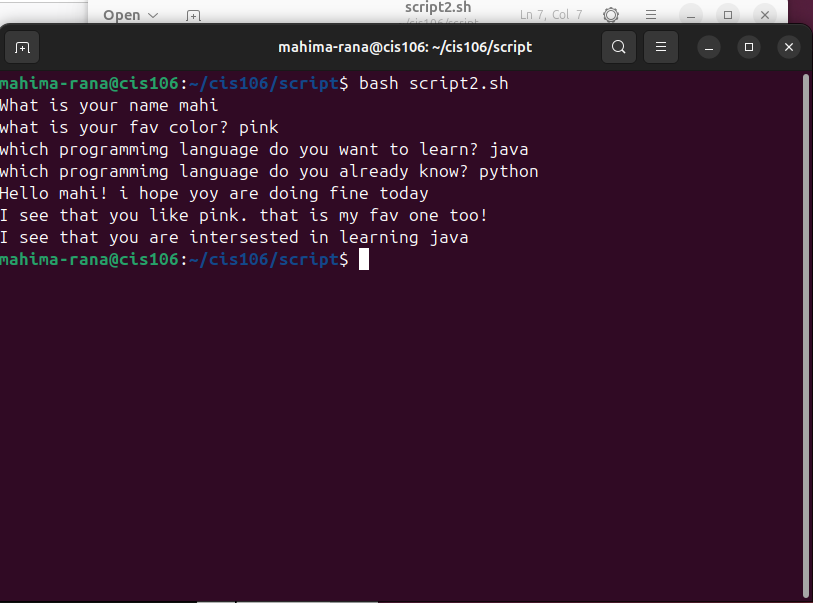 Open
script2.sh
~/cis106/script
Ln 7, Col 7
mahima-rana@cis106: ~/cis106/script
mahima-rana@cis106:~/cis106/script$ bash script2.sh
What is your name mahi
what is your fav color? pink
which programmimg language do you want to learn? java
which programmimg language do you already know? python
Hello mahi! i hope yoy are doing fine today
I see that you like pink. that is my fav one too!
I see that you are intersested in learning java
mahima-rana@cis106:~/cis106/script$